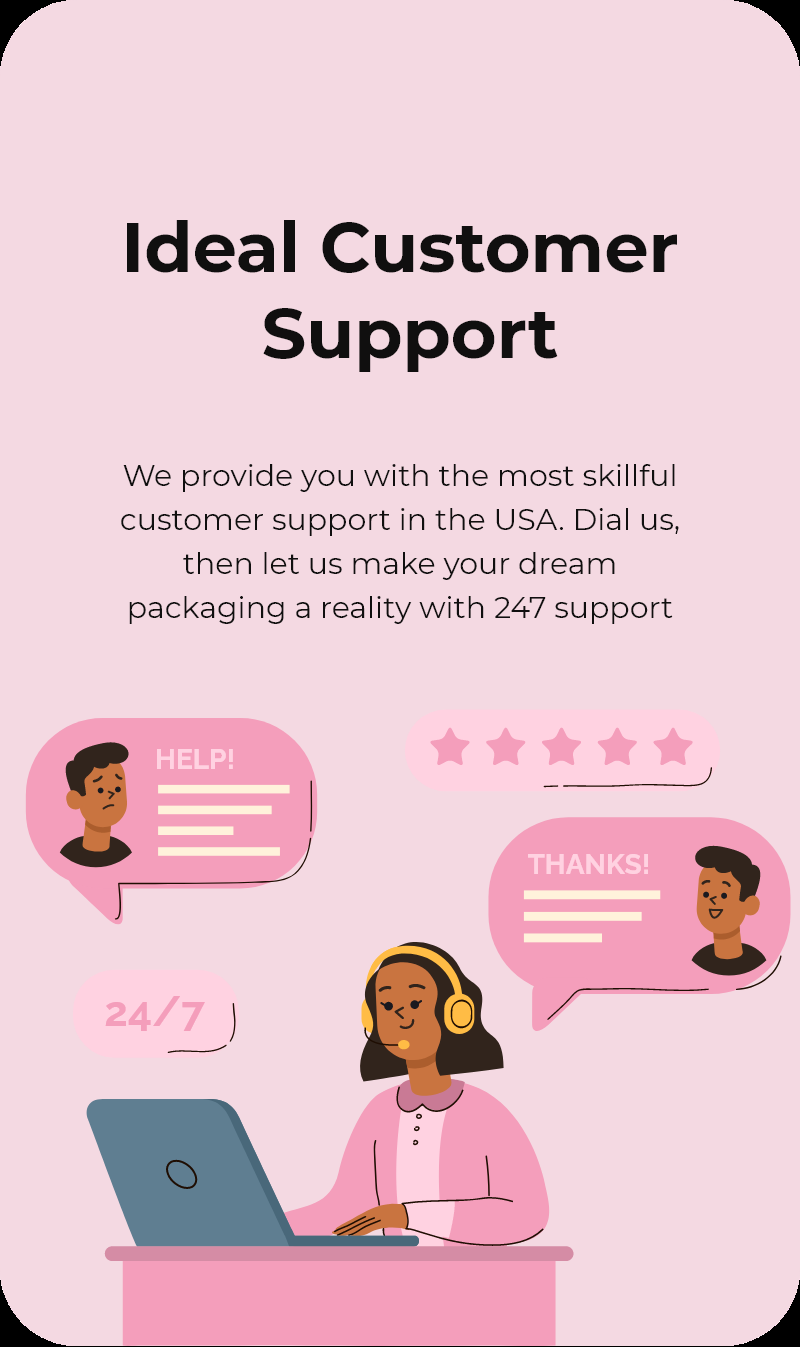 Ideal Customer
Support
We provide you with the most skillful
customer support in the USA. Dial us,
then let us make your dream
packaging a reality with 247 support
HELP!
THANKS!
24/7